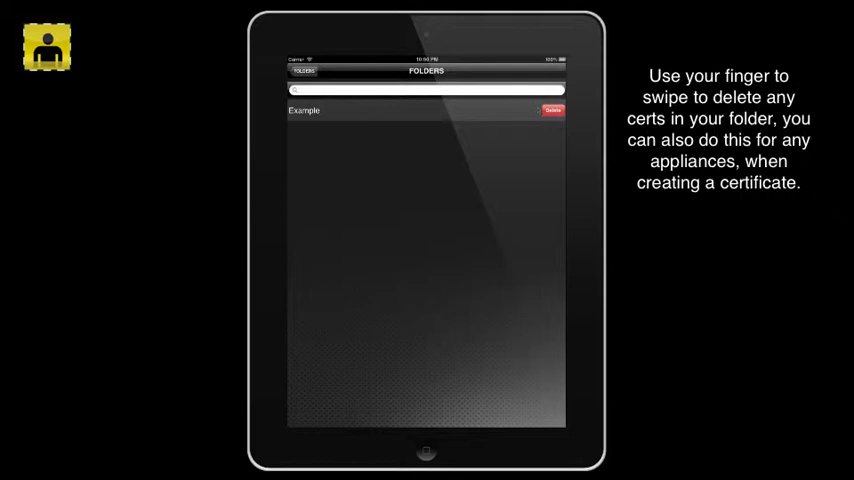 Carrier
10:50 PM
100%
FOLDERS
FOLDERS
Example
Delete
Use your finger to
swipe to delete any
certs in your folder, you
can also do this for any
appliances, when
creating a certificate.